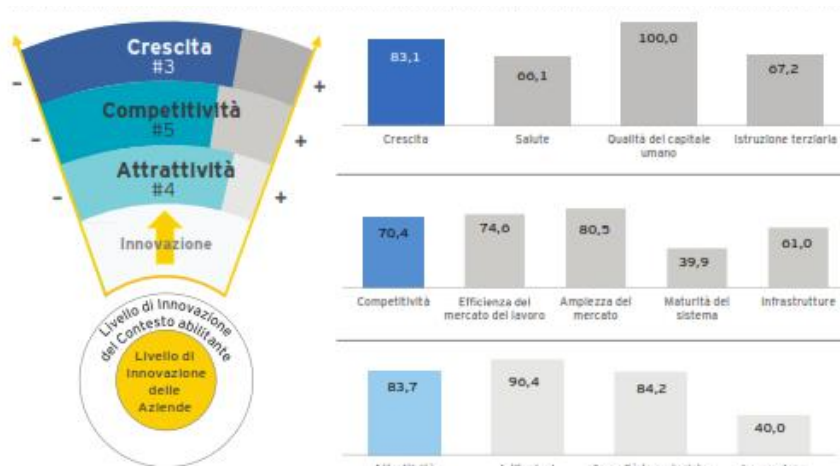 Crescita
#3
Competitività
#5
Attrattività
#4
Innovazione
Livello di Innovazione
del Contesto abilitante
Livello di
Innovazione
delle
Aziende
-
+
-
+
-
+
83,1
66,1
100,0
67,2
Crescita
Salute
Qualità del capitale
umano
Istruzione terziaria
70,4
74,6
80,5
39,9
61,0
Competitività
Efficienza del
mercato del lavoro
Ampiezza del
mercato
Maturità del
sistema
Infrastrutture
83,7
96,4
84,2
40,0